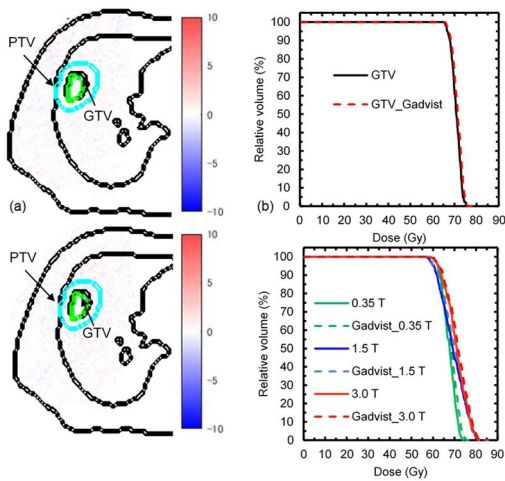 PTV
GTV
(a)
10
5
0
−5
−10
PTV
GTV
10
5
0
−5
−10
Relative volume (%)
100
90
80
70
60
50
40
30
20
10
0
GTV
GTV_Gadvist
0 10 20 30 40 50 60 70 80 90
(b)
Dose (Gy)
Relative volume (%)
100
90
80
70
60
50
40
30
20
10
0
0.35 T
Gadvist_0.35 T
1.5 T
Gadvist_1.5 T
3.0 T
Gadvist_3.0 T
0 10 20 30 40 50 60 70 80 90
Dose (Gy)